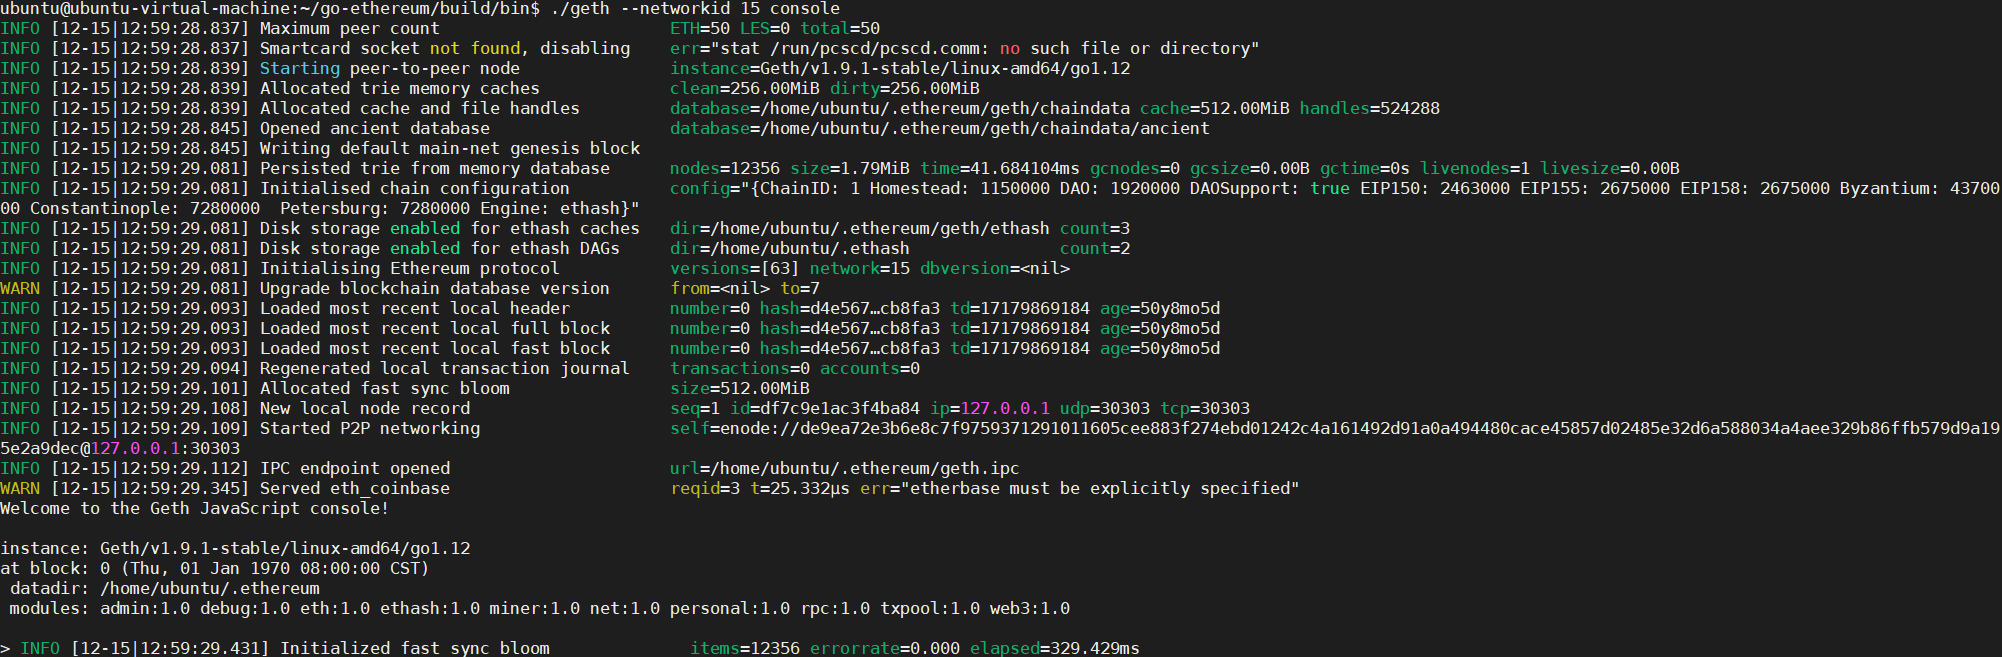 ubuntu@ubuntu-virtual-machine:~/go-ethereum/build/bin$ ./geth --networkid 15 console
INFO [12-15|12:59:28.837] Maximum peer count                       ETH=50 LES=0 total=50
INFO [12-15|12:59:28.837] Smartcard socket not found, disabling    err="stat /run/pcscd/pcscd.comm: no such file or directory"
INFO [12-15|12:59:28.839] Starting peer-to-peer node               instance=Geth/v1.9.1-stable/linux-amd64/go1.12
INFO [12-15|12:59:28.839] Allocated trie memory caches             clean=256.00MiB dirty=256.00MiB
INFO [12-15|12:59:28.839] Allocated cache and file handles         database=/home/ubuntu/.ethereum/geth/chaindata cache=512.00MiB handles=524288
INFO [12-15|12:59:28.845] Opened ancient database                  database=/home/ubuntu/.ethereum/geth/chaindata/ancient
INFO [12-15|12:59:28.845] Writing default main-net genesis block
INFO [12-15|12:59:29.081] Persisted trie from memory database      nodes=12356 size=1.79MiB time=41.684104ms gcnodes=0 gcsize=0.00B gctime=0s livenodes=1 livesize=0.00B
INFO [12-15|12:59:29.081] Initialised chain configuration          config="{ChainID: 1 Homestead: 1150000 DAO: 1920000 DAOSupport: true EIP150: 2463000 EIP155: 2675000 EIP158: 2675000 Byzantium: 43700
00 Constantinople: 7280000  Petersburg: 7280000 Engine: ethash}"
INFO [12-15|12:59:29.081] Disk storage enabled for ethash caches   dir=/home/ubuntu/.ethereum/geth/ethash count=3
INFO [12-15|12:59:29.081] Disk storage enabled for ethash DAGs     dir=/home/ubuntu/.ethash               count=2
INFO [12-15|12:59:29.081] Initialising Ethereum protocol           versions=[63] network=15 dbversion=<nil>
WARN [12-15|12:59:29.081] Upgrade blockchain database version      from=<nil> to=7
INFO [12-15|12:59:29.093] Loaded most recent local header          number=0 hash=d4e567…cb8fa3 td=17179869184 age=50y8mo5d
INFO [12-15|12:59:29.093] Loaded most recent local full block      number=0 hash=d4e567…cb8fa3 td=17179869184 age=50y8mo5d
INFO [12-15|12:59:29.093] Loaded most recent local fast block      number=0 hash=d4e567…cb8fa3 td=17179869184 age=50y8mo5d
INFO [12-15|12:59:29.094] Regenerated local transaction journal    transactions=0 accounts=0
INFO [12-15|12:59:29.101] Allocated fast sync bloom                size=512.00MiB
INFO [12-15|12:59:29.108] New local node record                    seq=1 id=df7c9e1ac3f4ba84 ip=127.0.0.1 udp=30303 tcp=30303
INFO [12-15|12:59:29.109] Started P2P networking                   self=enode://de9ea72e3b6e8c7f9759371291011605cee883f274ebd01242c4a161492d91a0a494480cace45857d02485e32d6a588034a4aee329b86ffb579d9a19
5e2a9dec@127.0.0.1:30303
INFO [12-15|12:59:29.112] IPC endpoint opened                      url=/home/ubuntu/.ethereum/geth.ipc
WARN [12-15|12:59:29.345] Served eth_coinbase                      reqid=3 t=25.332µs err="etherbase must be explicitly specified"
Welcome to the Geth JavaScript console!

instance: Geth/v1.9.1-stable/linux-amd64/go1.12
at block: 0 (Thu, 01 Jan 1970 08:00:00 CST)
 datadir: /home/ubuntu/.ethereum
 modules: admin:1.0 debug:1.0 eth:1.0 ethash:1.0 miner:1.0 net:1.0 personal:1.0 rpc:1.0 txpool:1.0 web3:1.0

> INFO [12-15|12:59:29.431] Initialized fast sync bloom              items=12356 errorrate=0.000 elapsed=329.429ms